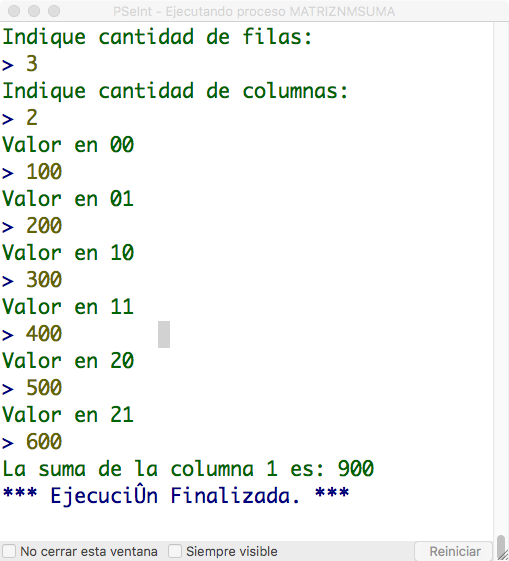 PSeInt - Ejecutando proceso MATRIZNMSUMA
Indique cantidad de filas:
> 3
Indique cantidad de columnas:
> 2
Valor en 00
> 100
Valor en 01
> 200
Valor en 10
> 300
Valor en 11
> 400
Valor en 20
> 500
Valor en 21
> 600
La suma de la columna 1 es: 900
*** EjecuciÛn Finalizada. ***
No cerrar esta ventana Siempre visible Reiniciar